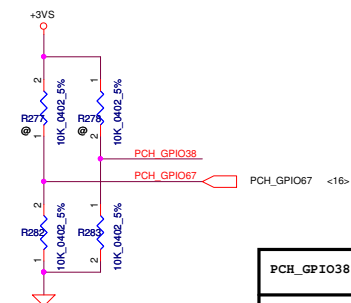 +3VS
2
1
R277
@
10K_0402_5%
R278
@
10K_0402_5%
1
2
PCH_GPIO38
PCH_GPIO67
PCH_GPIO67 <16>
2
1
R282
10K_0402_5%
R283
10K_0402_5%
1
2
PCH_GPIO38